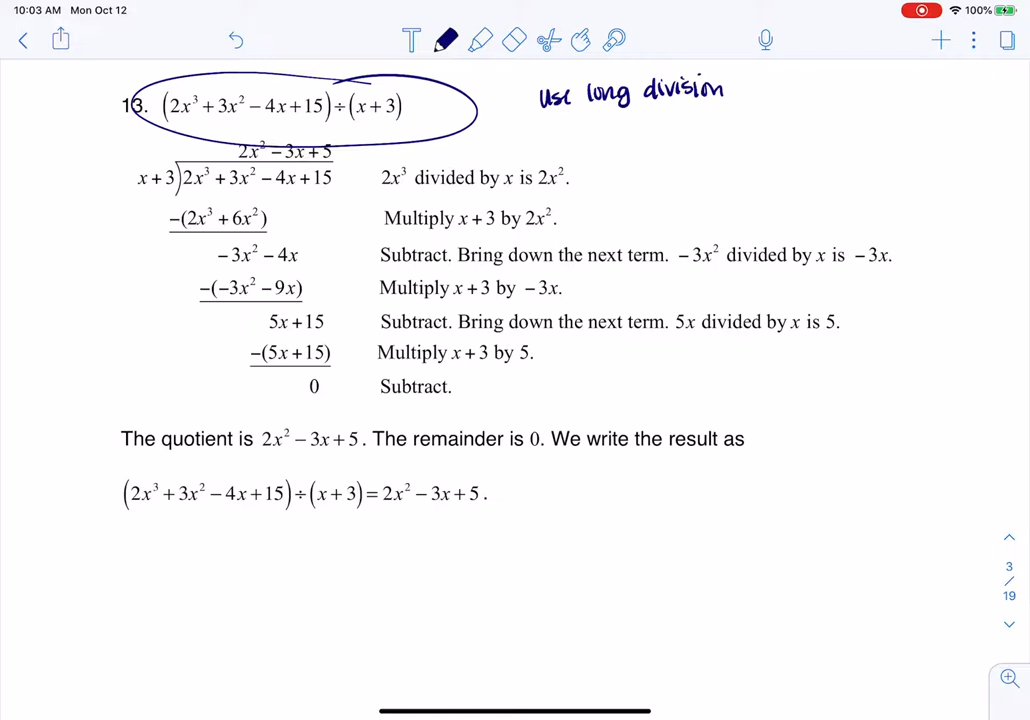 10:03 AM Mon Oct 12 100%
use long division
13. (2x³ + 3x² − 4x + 15) ÷ (x + 3)
2x² − 3x + 5
x + 3)2x³ + 3x² − 4x + 15 2x³ divided by x is 2x².
−(2x³ + 6x²) Multiply x + 3 by 2x².
−3x² − 4x Subtract. Bring down the next term. −3x² divided by x is −3x.
−(−3x² − 9x) Multiply x + 3 by −3x.
5x + 15 Subtract. Bring down the next term. 5x divided by x is 5.
−(5x + 15) Multiply x + 3 by 5.
0 Subtract.
The quotient is 2x² − 3x + 5. The remainder is 0. We write the result as
(2x³ + 3x² − 4x + 15) ÷ (x + 3) = 2x² − 3x + 5.
3
/
19